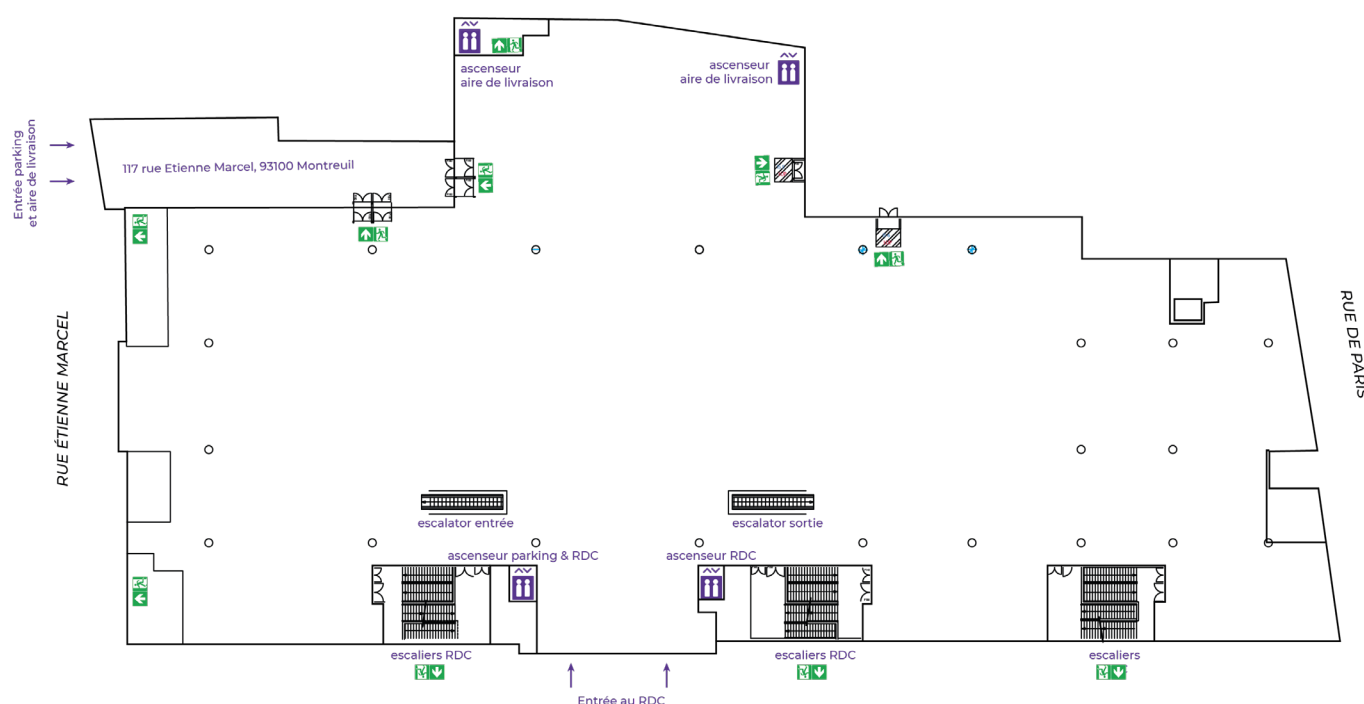 ascenseur
aire de livraison
ascenseur
aire de livraison
Entrée parking
et aire de livraison
117 rue Etienne Marcel, 93100 Montreuil
RUE ÉTIENNE MARCEL
RUE DE PARIS
escalator entrée
escalator sortie
ascenseur parking & RDC
ascenseur RDC
escaliers RDC
escaliers RDC
escaliers
Entrée au RDC